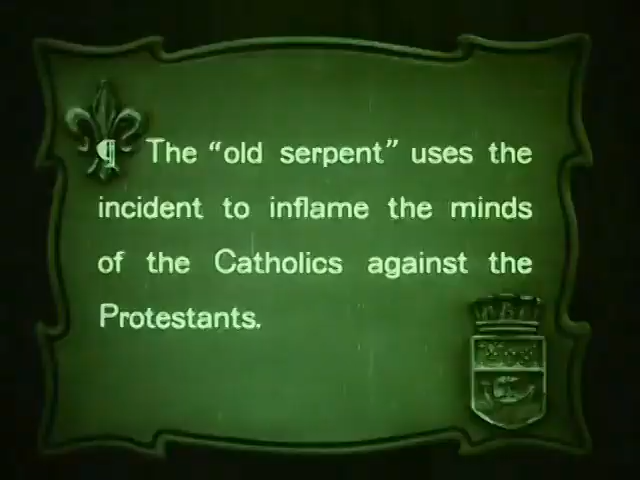 ¶ The “old serpent” uses the
incident to inflame the minds
of the Catholics against the
Protestants.